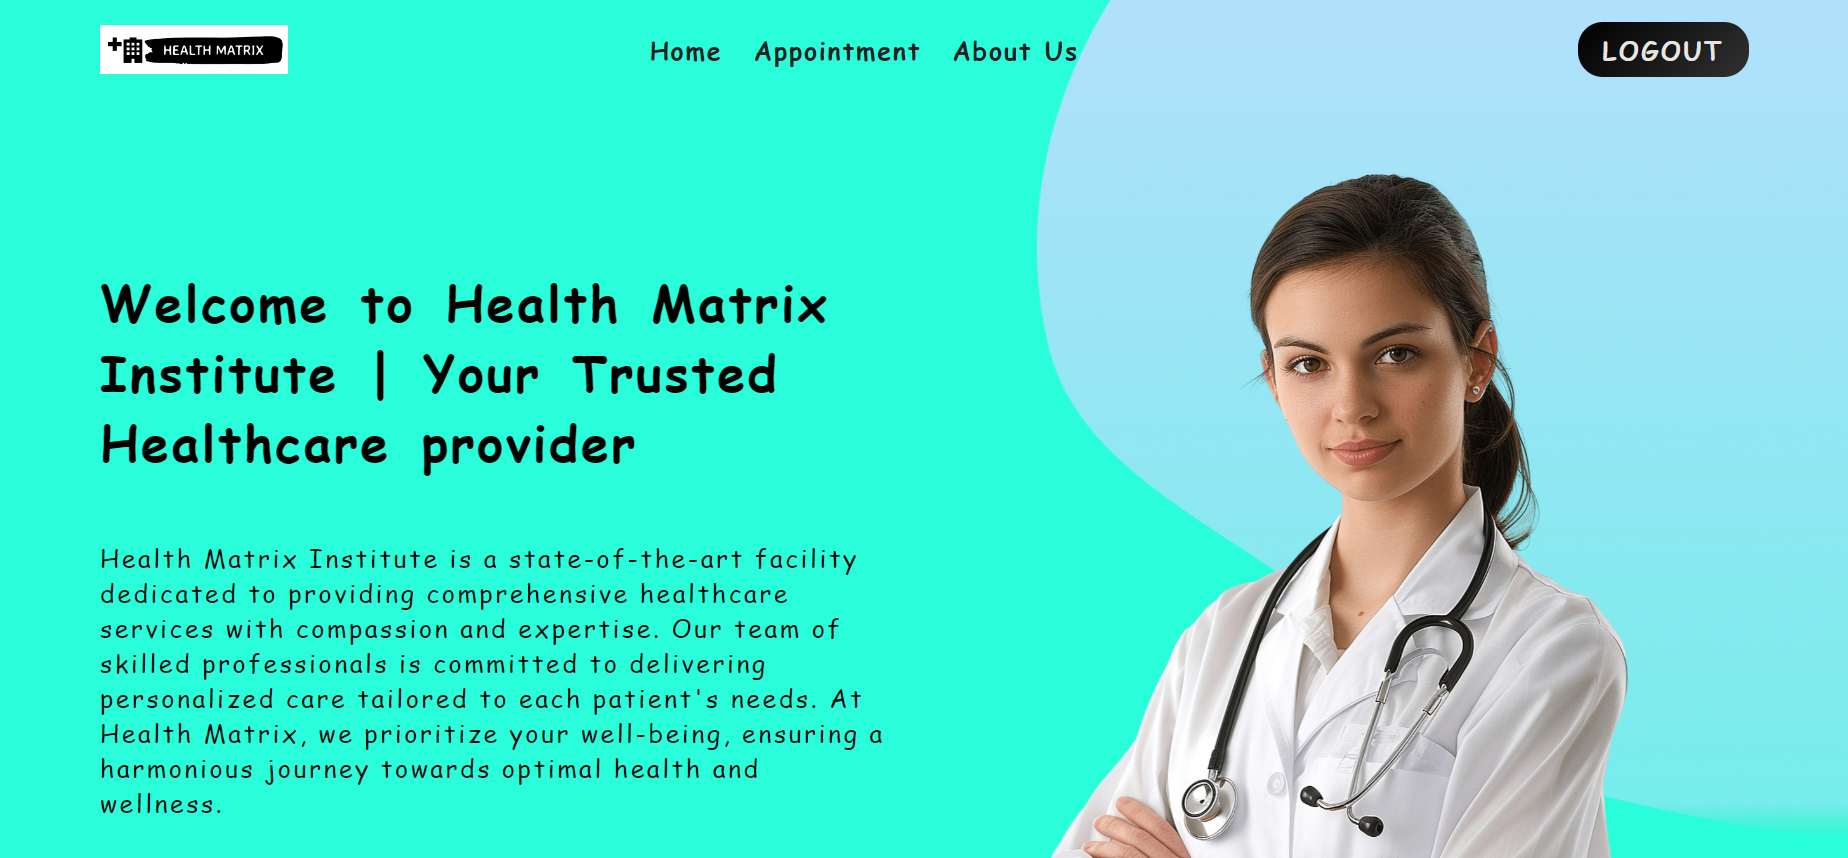 HEALTH MATRIX
Home Appointment About Us
LOGOUT
Welcome to Health Matrix
Institute | Your Trusted
Healthcare provider
Health Matrix Institute is a state-of-the-art facility
dedicated to providing comprehensive healthcare
services with compassion and expertise. Our team of
skilled professionals is committed to delivering
personalized care tailored to each patient's needs. At
Health Matrix, we prioritize your well-being, ensuring a
harmonious journey towards optimal health and
wellness.